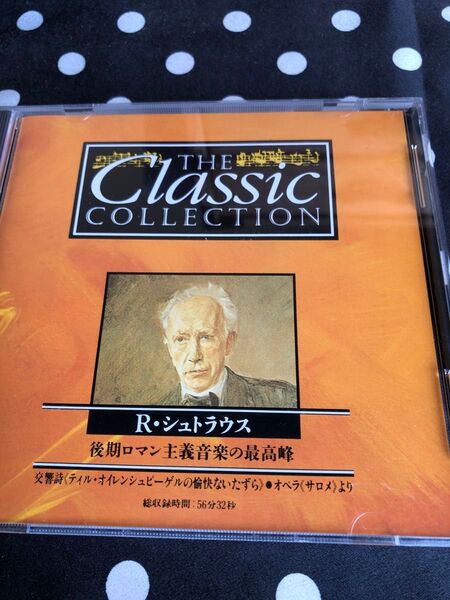 THE
Classic
COLLECTION
R・シュトラウス
後期ロマン主義音楽の最高峰
交響詩《ティル・オイレンシュピーゲルの愉快ないたずら》●オペラ《サロメ》より
総収録時間：56分32秒